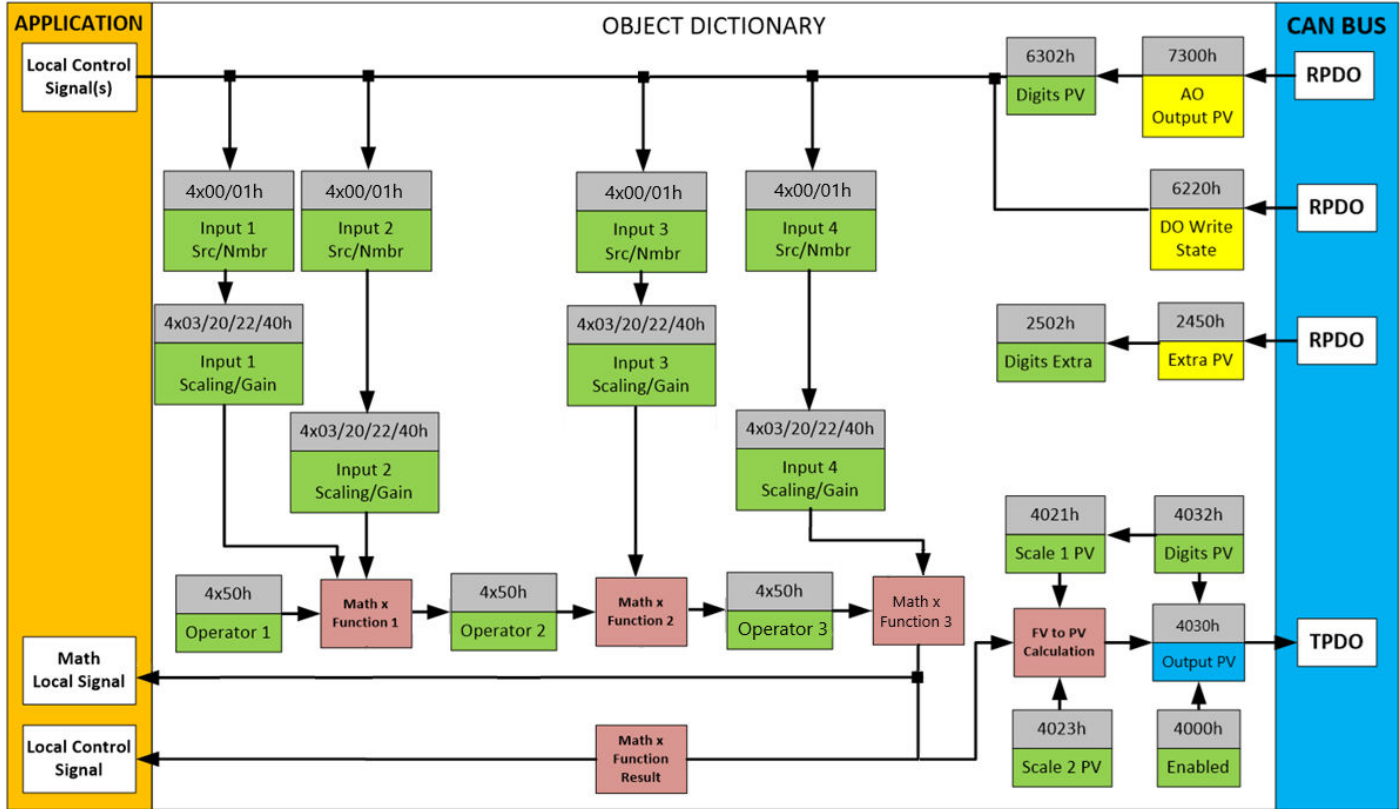 APPLICATION
OBJECT DICTIONARY
CAN BUS
Local Control
Signal(s)
6302h
Digits PV
7300h
AO
Output PV
RPDO
4x00/01h
Input 1
Src/Nmbr
4x00/01h
Input 2
Src/Nmbr
4x00/01h
Input 3
Src/Nmbr
4x00/01h
Input 4
Src/Nmbr
6220h
DO Write
State
RPDO
4x03/20/22/40h
Input 1
Scaling/Gain
4x03/20/22/40h
Input 3
Scaling/Gain
2502h
Digits Extra
2450h
Extra PV
RPDO
4x03/20/22/40h
Input 2
Scaling/Gain
4x03/20/22/40h
Input 4
Scaling/Gain
4021h
Scale 1 PV
4032h
Digits PV
4x50h
Operator 1
Math x
Function 1
4x50h
Operator 2
Math x
Function 2
4x50h
Operator 3
Math x
Function 3
FV to PV
Calculation
4030h
Output PV
TPDO
Math
Local Signal
Local Control
Signal
Math x
Function
Result
4023h
Scale 2 PV
4000h
Enabled